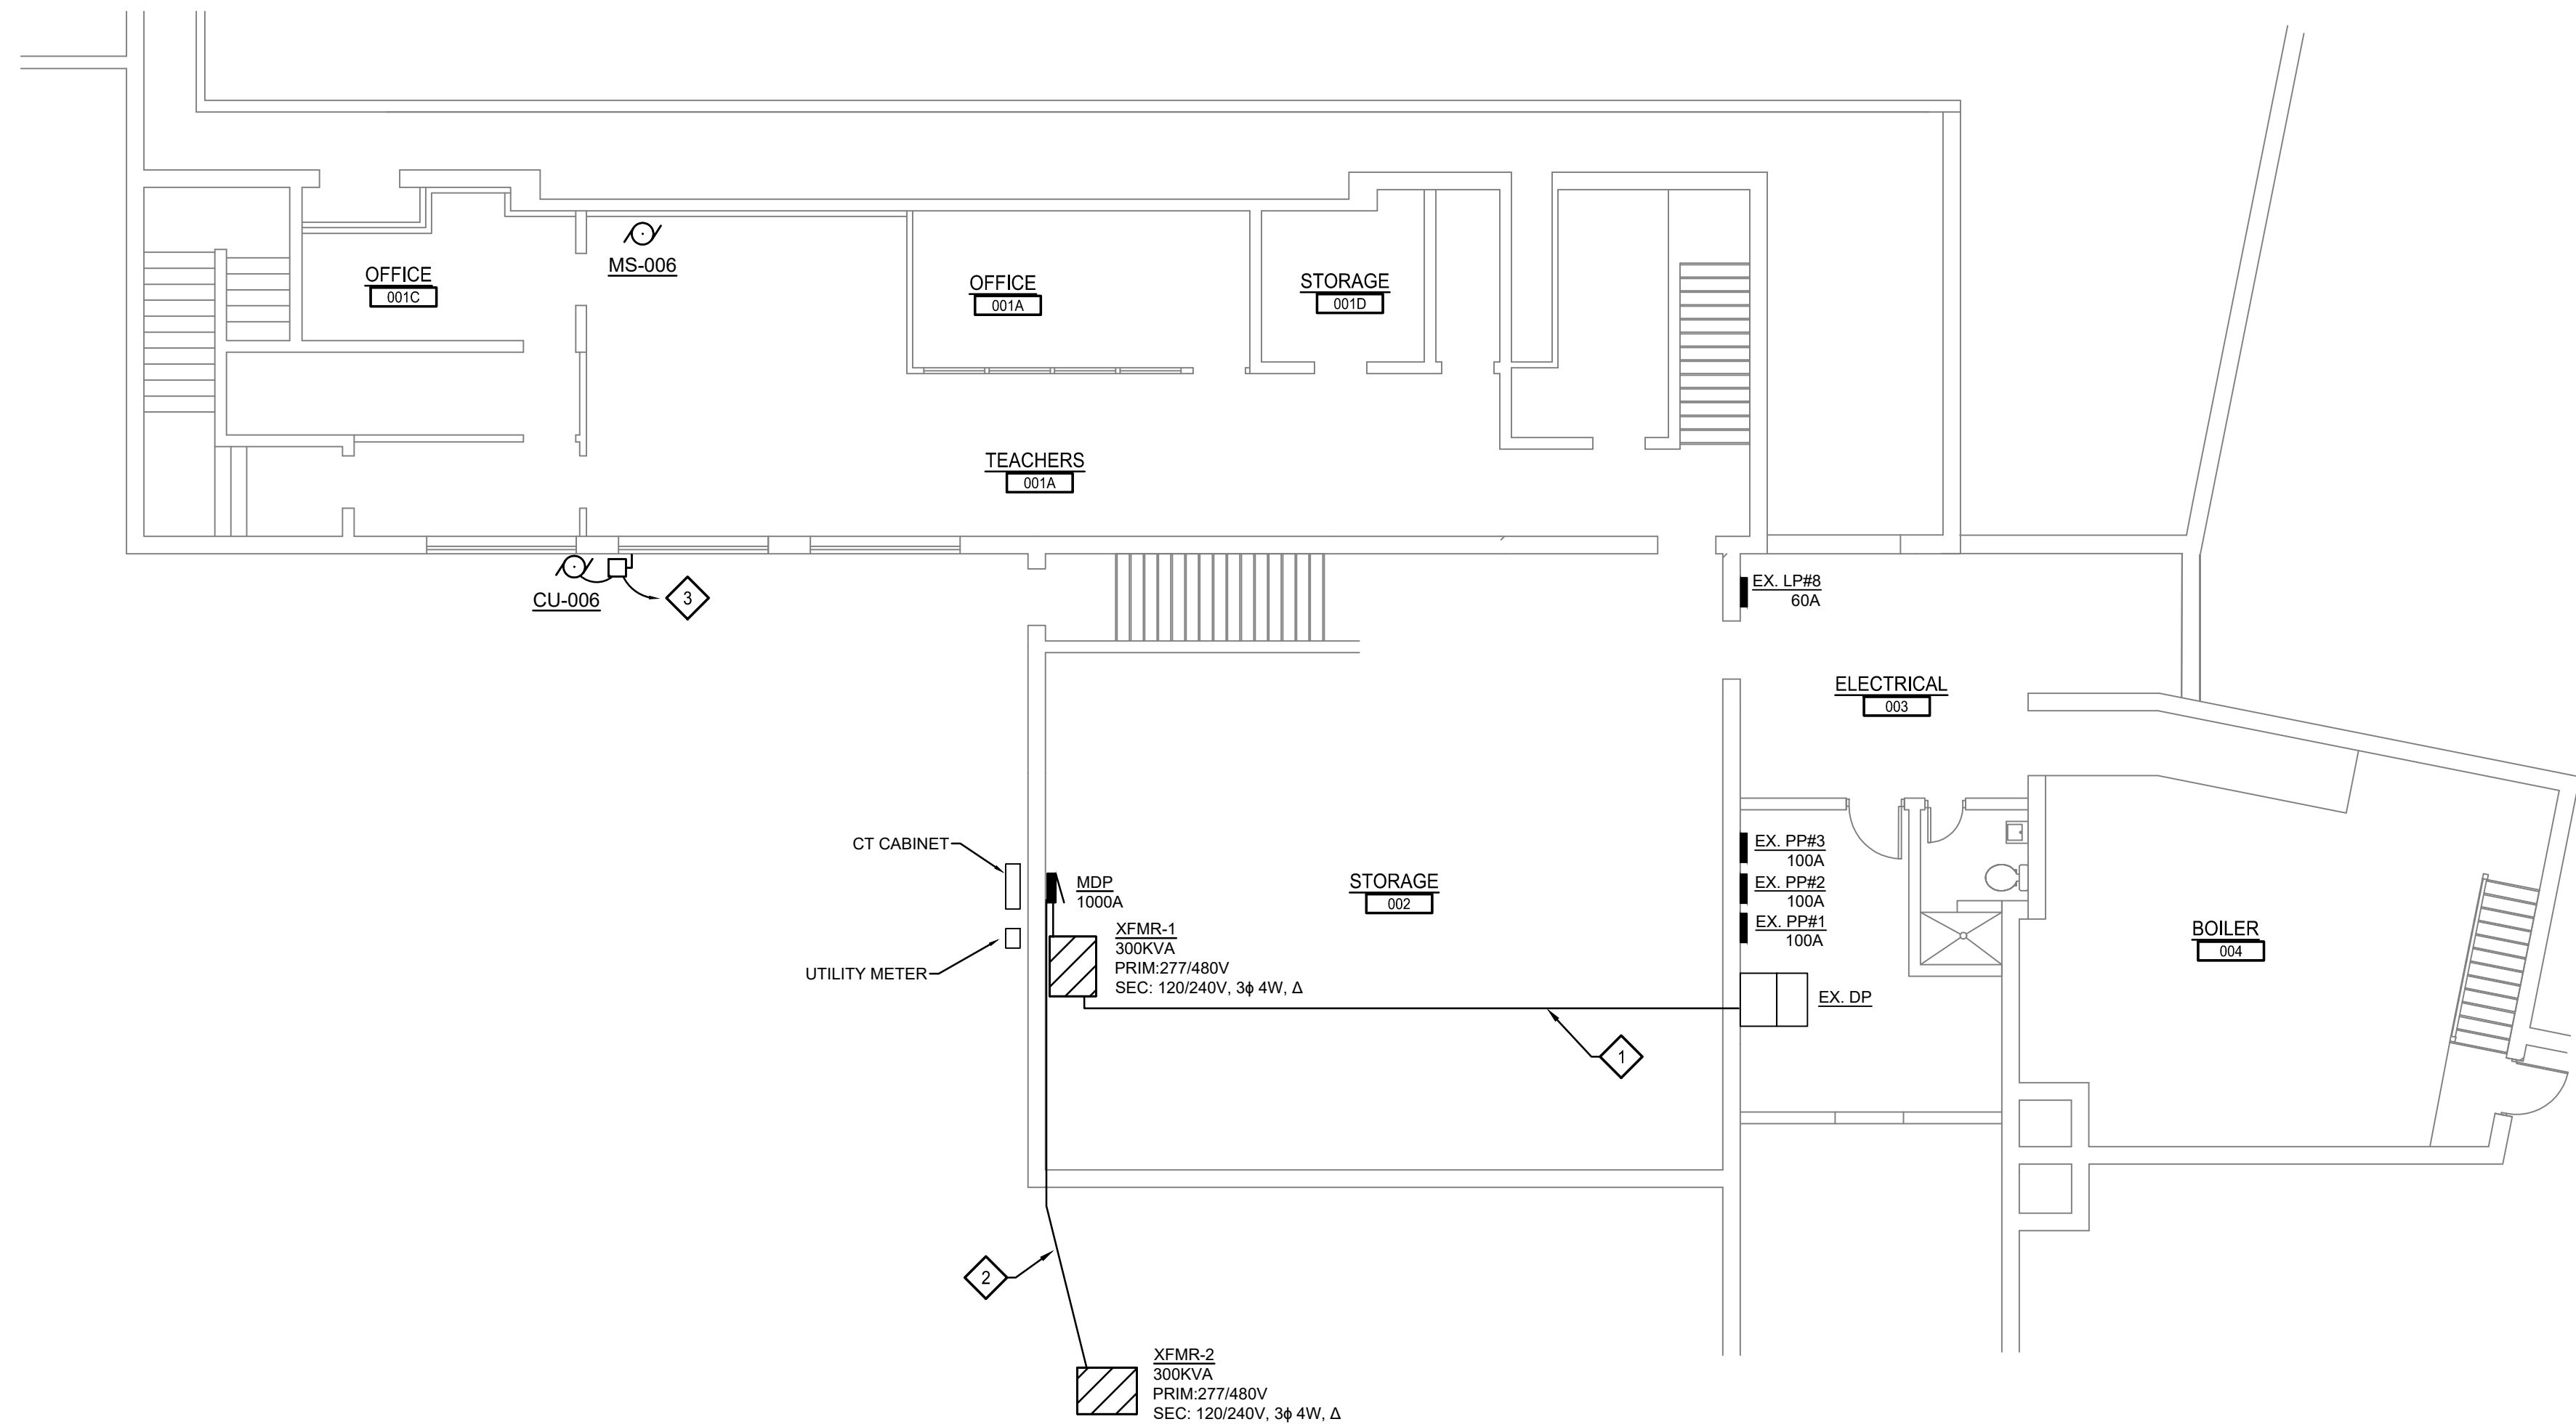 MS-006
OFFICE
001C
OFFICE
001A
STORAGE
001D
TEACHERS
001A
CU-006
3
EX. LP#8
60A
ELECTRICAL
003
CT CABINET
UTILITY METER
MDP
1000A
XFMR-1
300KVA
PRIM:277/480V
SEC: 120/240V, 3ϕ 4W, Δ
STORAGE
002
EX. PP#3
100A
EX. PP#2
100A
EX. PP#1
100A
EX. DP
BOILER
004
1
2
XFMR-2
300KVA
PRIM:277/480V
SEC: 120/240V, 3ϕ 4W, Δ